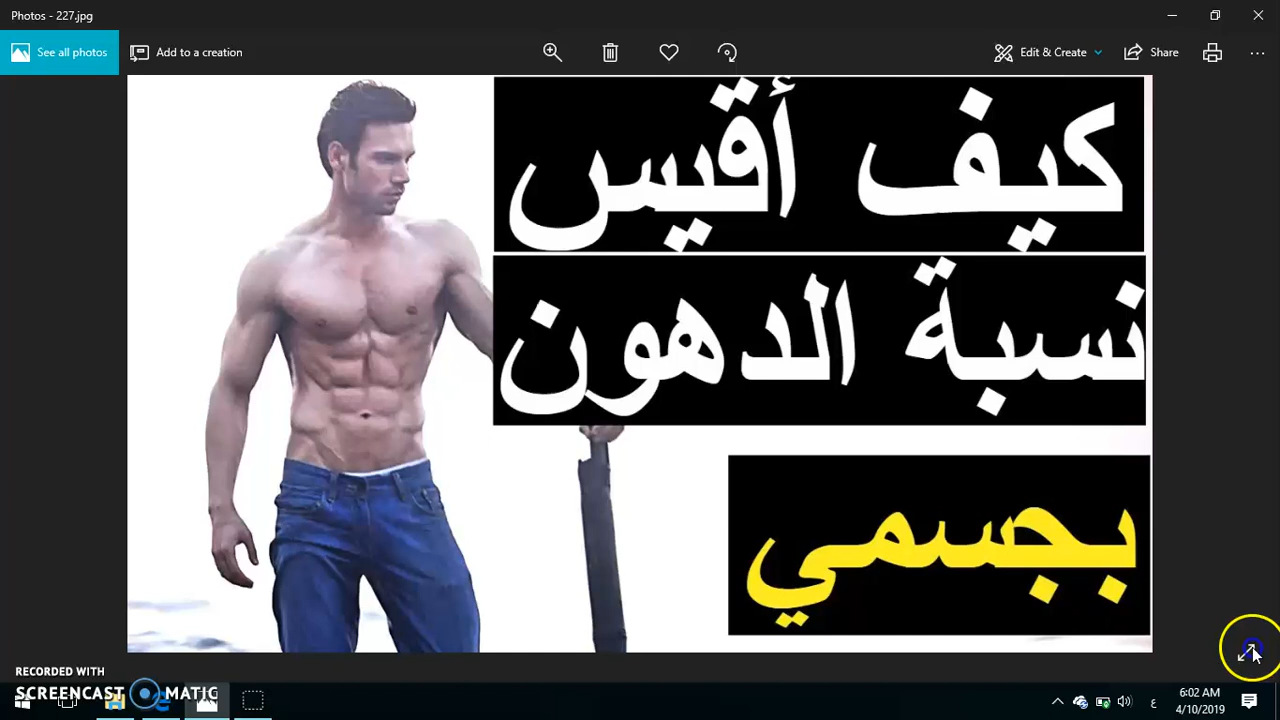 Photos - 227.jpg
See all photos
Add to a creation
Edit & Create
Share
كيف أقيس
نسبة الدهون
بجسمي
RECORDED WITH
SCREENCAST MATIC
ع
6:02 AM
4/10/2019